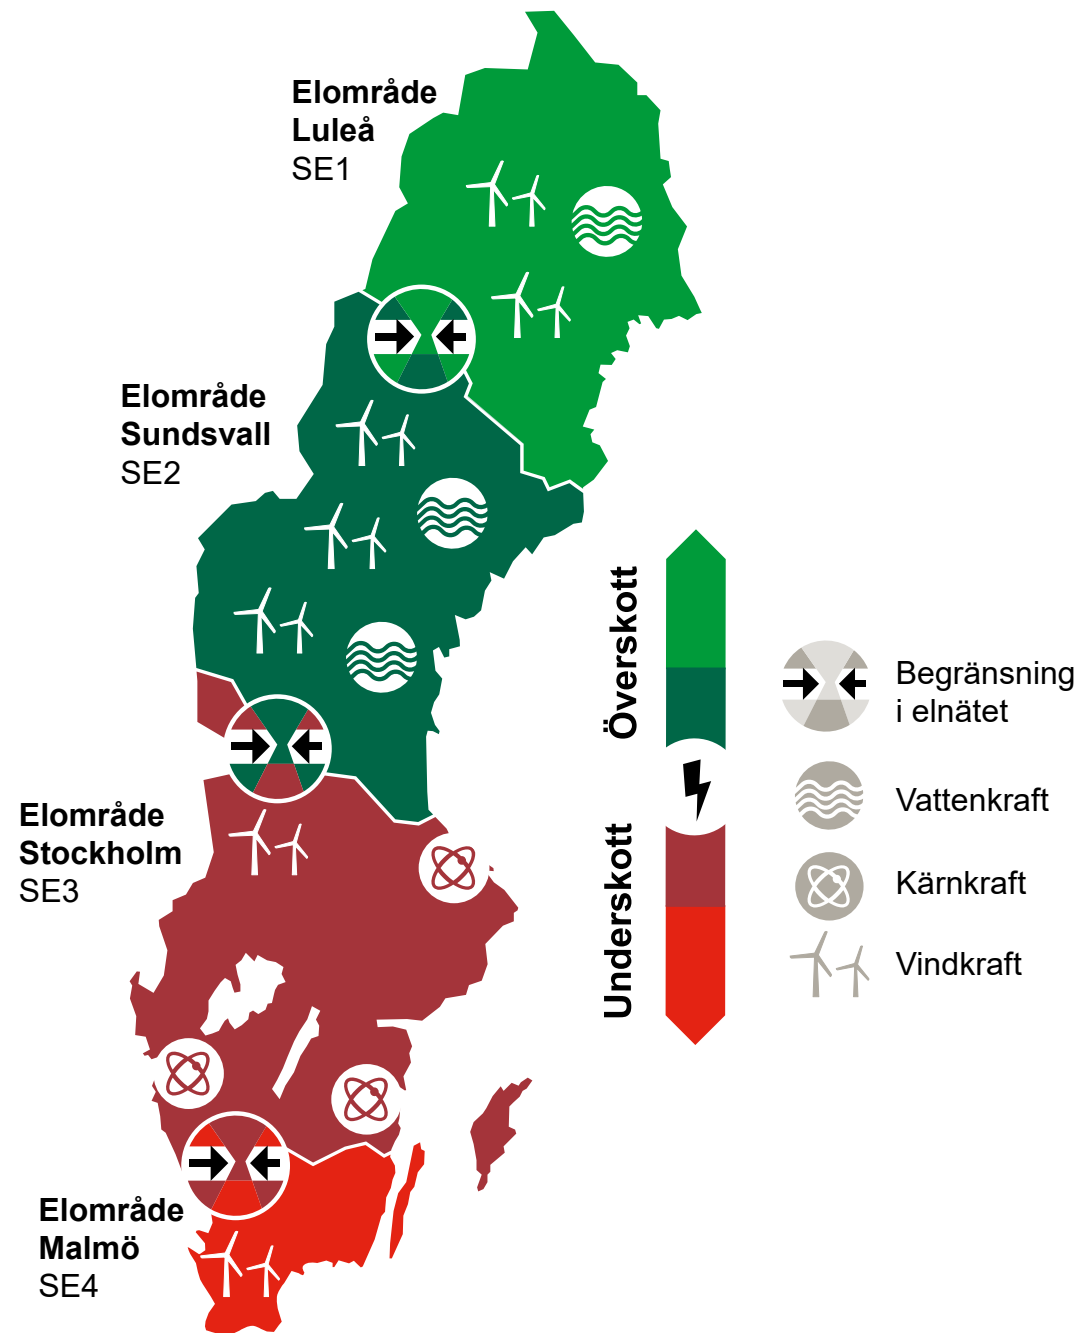 Elområde
Luleå
SE1
Elområde
Sundsvall
SE2
Elområde
Stockholm
SE3
Elområde
Malmö
SE4
Överskott
Underskott
Begränsning
i elnätet
Vattenkraft
Kärnkraft
Vindkraft